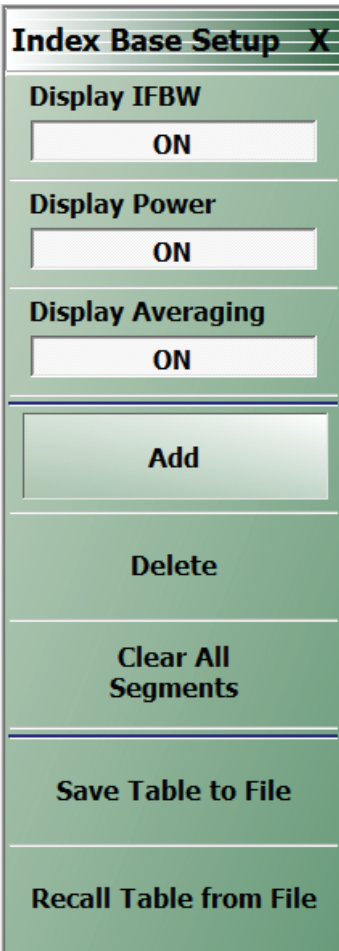 Index Base Setup X
Display IFBW
ON
Display Power
ON
Display Averaging
ON
Add
Delete
Clear All
Segments
Save Table to File
Recall Table from File